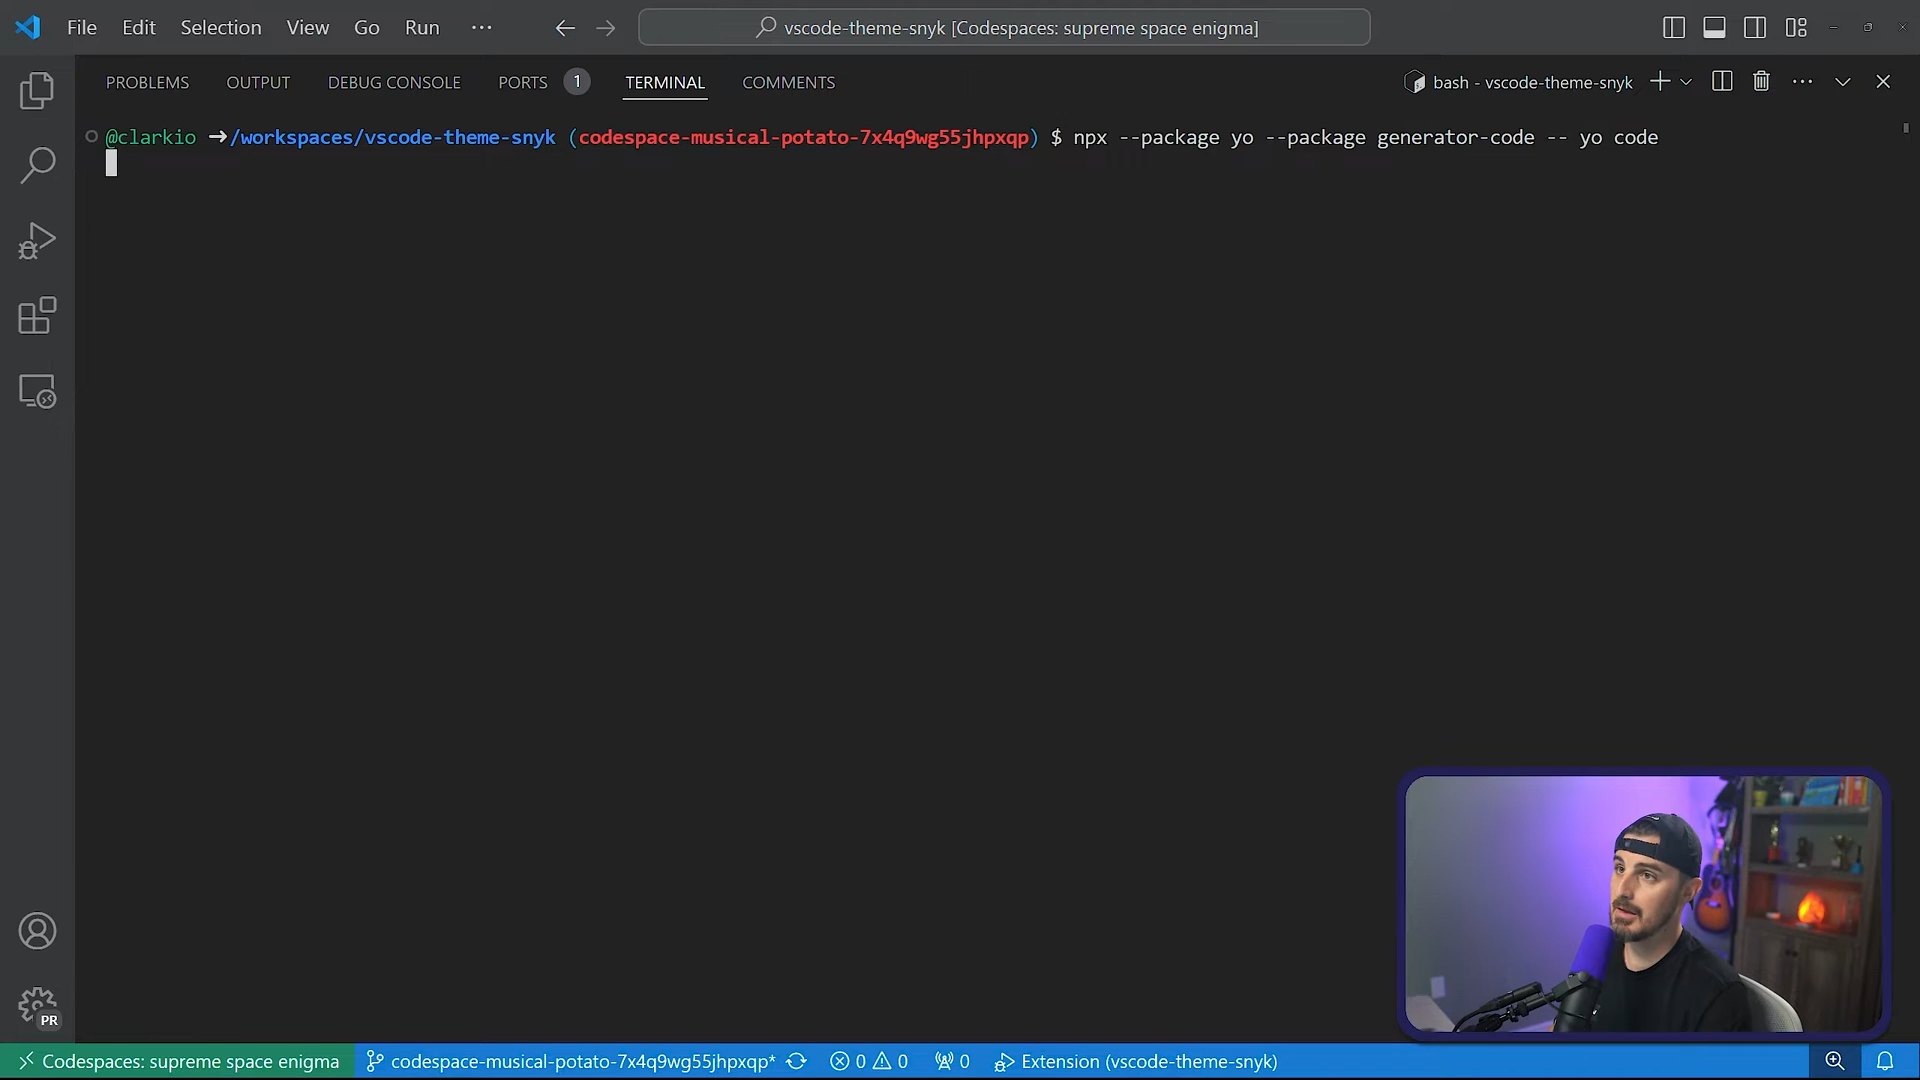 File Edit Selection View Go Run ··· vscode-theme-snyk [Codespaces: supreme space enigma]
PROBLEMS OUTPUT DEBUG CONSOLE PORTS 1 TERMINAL COMMENTS bash - vscode-theme-snyk
@clarkio ➜/workspaces/vscode-theme-snyk (codespace-musical-potato-7x4q9wg55jhpxqp) $ npx --package yo --package generator-code -- yo code
PR
Codespaces: supreme space enigma codespace-musical-potato-7x4q9wg55jhpxqp* 0 0 0 Extension (vscode-theme-snyk)